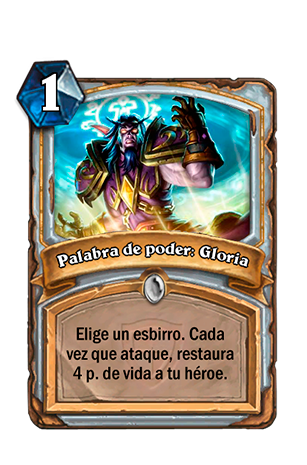 1
Palabra de poder: Gloria
Elige un esbirro. Cada
vez que ataque, restaura
4 p. de vida a tu héroe.